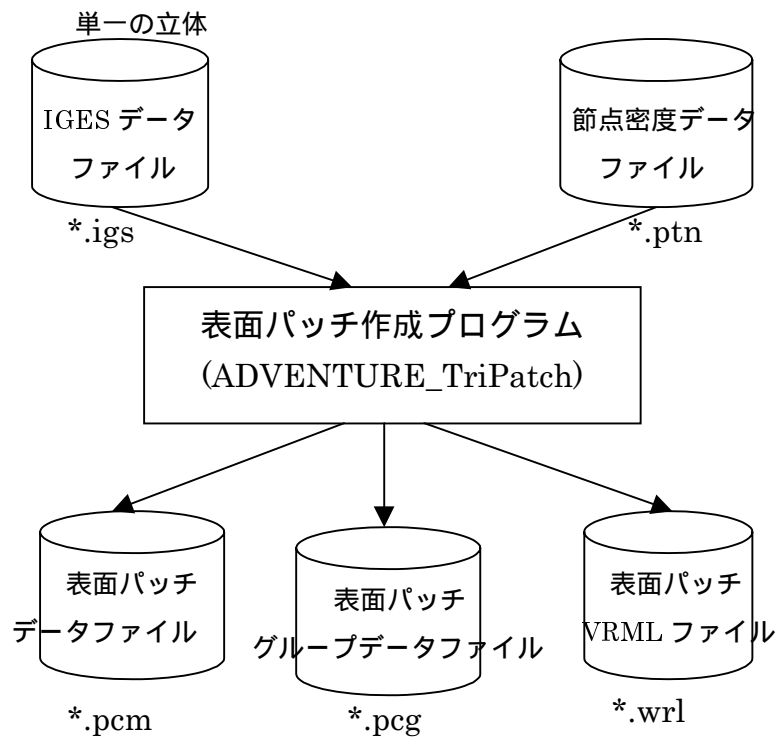 単一の立体
IGES データ
ファイル
*.igs
節点密度データ
ファイル
*.ptn
表面パッチ作成プログラム
(ADVENTURE_TriPatch)
表面パッチ
データファイル
*.pcm
表面パッチ
グループデータファイル
*.pcg
表面パッチ
VRML ファイル
*.wrl